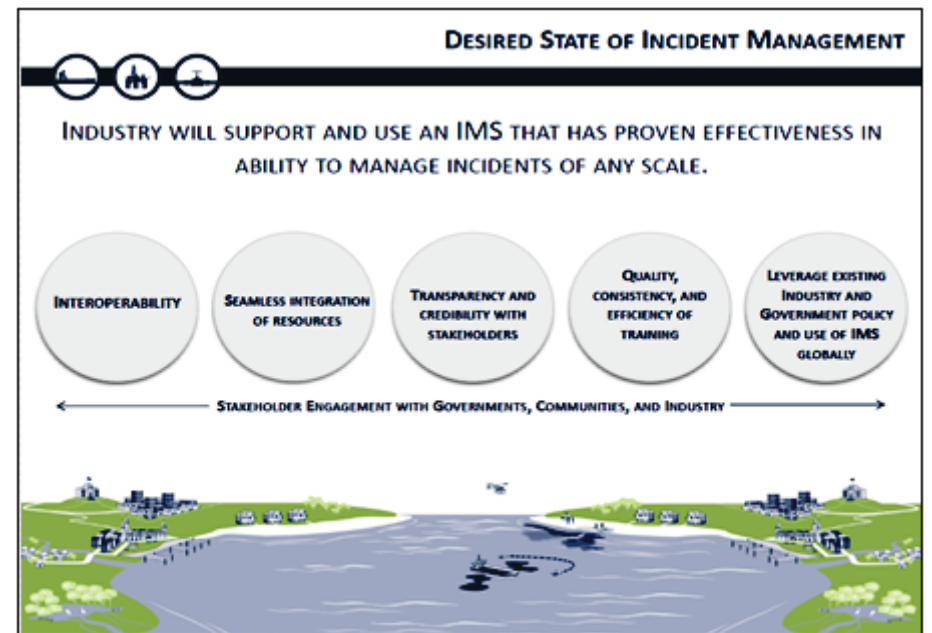 Desired State of Incident Management
Industry will support and use an IMS that has proven effectiveness in
ability to manage incidents of any scale.
Interoperability
Seamless integration
of resources
Transparency and
credibility with
stakeholders
Quality,
consistency, and
efficiency of
training
Leverage existing
Industry and
Government policy
and use of IMS
globally
Stakeholder Engagement with Governments, Communities, and Industry